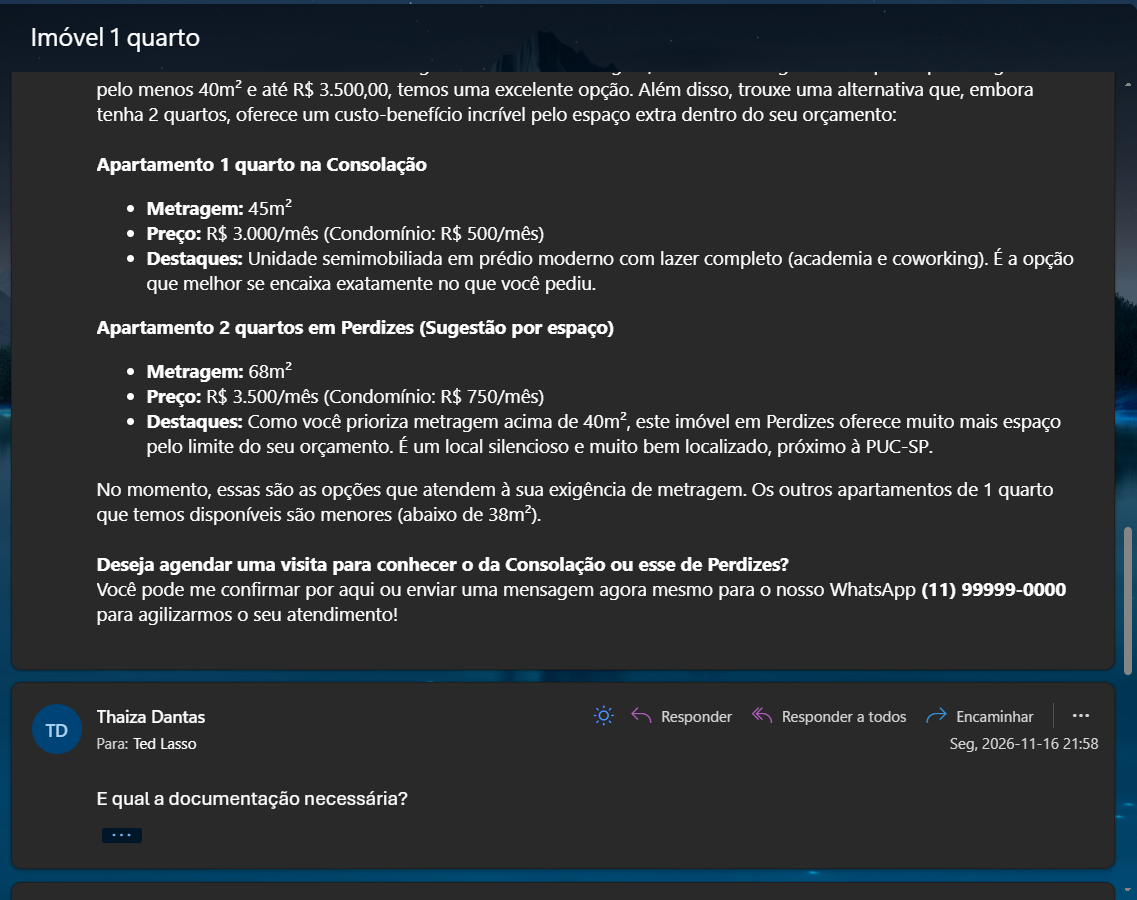 Imóvel 1 quarto
pelo menos 40m² e até R$ 3.500,00, temos uma excelente opção. Além disso, trouxe uma alternativa que, embora
tenha 2 quartos, oferece um custo-benefício incrível pelo espaço extra dentro do seu orçamento:
Apartamento 1 quarto na Consolação
• Metragem: 45m²
• Preço: R$ 3.000/mês (Condomínio: R$ 500/mês)
• Destaques: Unidade semimobiliada em prédio moderno com lazer completo (academia e coworking). É a opção
que melhor se encaixa exatamente no que você pediu.
Apartamento 2 quartos em Perdizes (Sugestão por espaço)
• Metragem: 68m²
• Preço: R$ 3.500/mês (Condomínio: R$ 750/mês)
• Destaques: Como você prioriza metragem acima de 40m², este imóvel em Perdizes oferece muito mais espaço
pelo limite do seu orçamento. É um local silencioso e muito bem localizado, próximo à PUC-SP.
No momento, essas são as opções que atendem à sua exigência de metragem. Os outros apartamentos de 1 quarto
que temos disponíveis são menores (abaixo de 38m²).
Deseja agendar uma visita para conhecer o da Consolação ou esse de Perdizes?
Você pode me confirmar por aqui ou enviar uma mensagem agora mesmo para o nosso WhatsApp (11) 99999-0000
para agilizarmos o seu atendimento!
TD
Thaiza Dantas
Responder
Responder a todos
Encaminhar
Para: Ted Lasso
Seg, 2026-11-16 21:58
E qual a documentação necessária?